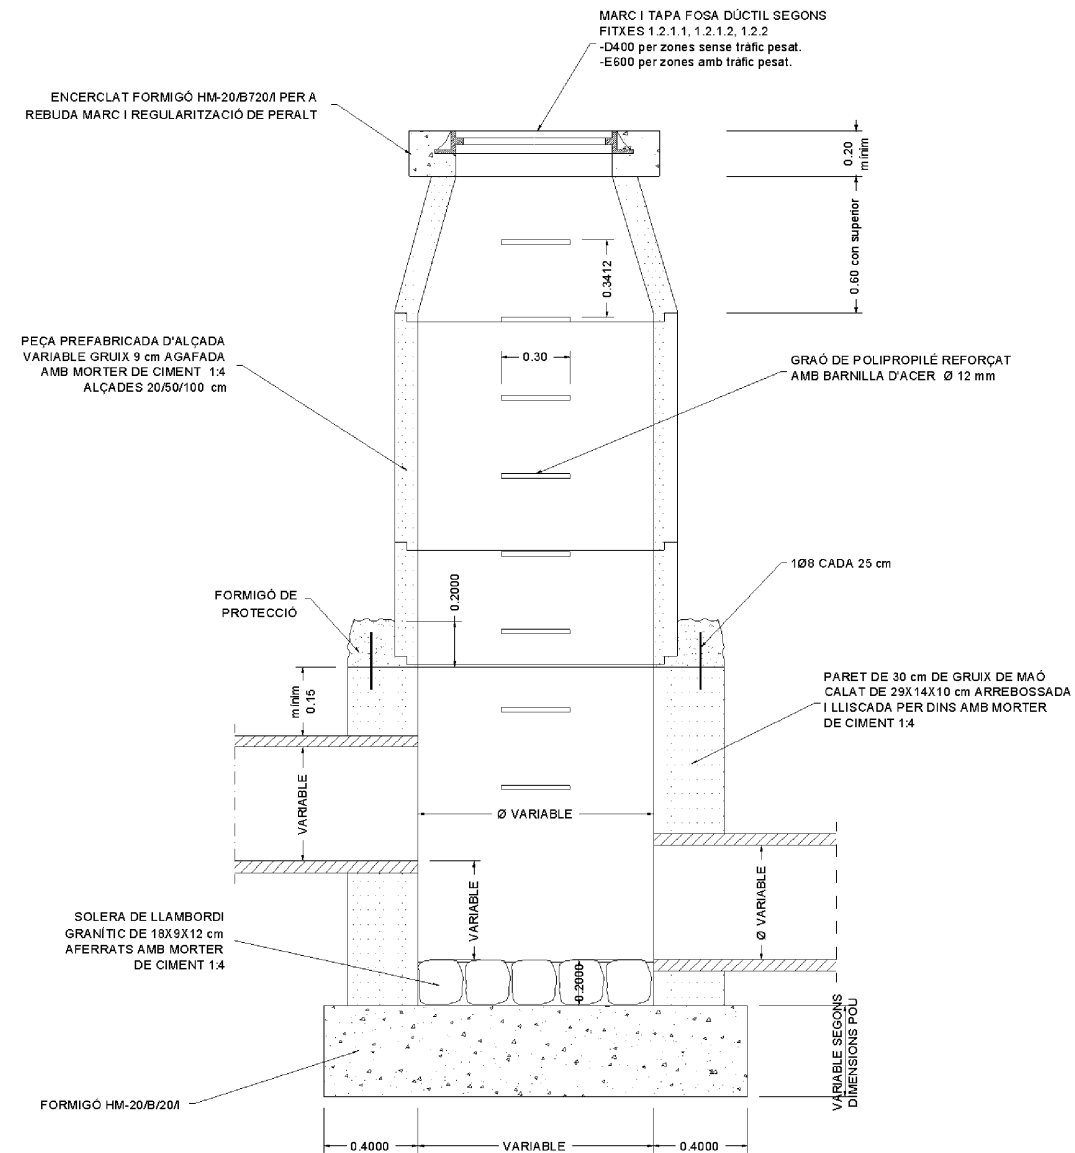 MARC I TAPA FOSA DÚCTIL SEGONS
FITXES 1.2.1.1, 1.2.1.2, 1.2.2
-D400 per zones sense tràfic pesat.
-E600 per zones amb tràfic pesat.
ENCERCLAT FORMIGÓ HM-20/B720/I PER A
REBUDA MARC I REGULARITZACIÓ DE PERALT
0.20
mínim
0.60 con superior
0.3412
0.30
PEÇA PREFABRICADA D'ALÇADA
VARIABLE GRUIX 9 cm AGAFADA
AMB MORTER DE CIMENT 1:4
ALÇADES 20/50/100 cm
GRAÓ DE POLIPROPILÉ REFORÇAT
AMB BARNILLA D'ACER Ø 12 mm
1Ø8 CADA 25 cm
0.2000
FORMIGÓ DE
PROTECCIÓ
mínim
0.15
PARET DE 30 cm DE GRUIX DE MAÓ
CALAT DE 29X14X10 cm ARREBOSSADA
I LLISCADA PER DINS AMB MORTER
DE CIMENT 1:4
VARIABLE
Ø VARIABLE
VARIABLE
Ø VARIABLE
SOLERA DE LLAMBORDI
GRANÍTIC DE 18X9X12 cm
AFERRATS AMB MORTER
DE CIMENT 1:4
0.2000
VARIABLE SEGONS
DIMENSIONS POU
FORMIGÓ HM-20/B/20/I
0.4000
VARIABLE
0.4000